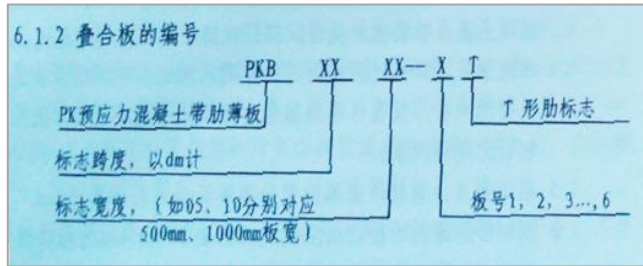 6.1.2 叠合板的编号
PKB XX XX—X T
PK预应力混凝土带肋薄板
T 形肋标志
标志跨度，以dm计
标志宽度，(如05、10分别对应
500mm、1000mm板宽)
板号1, 2, 3…,6